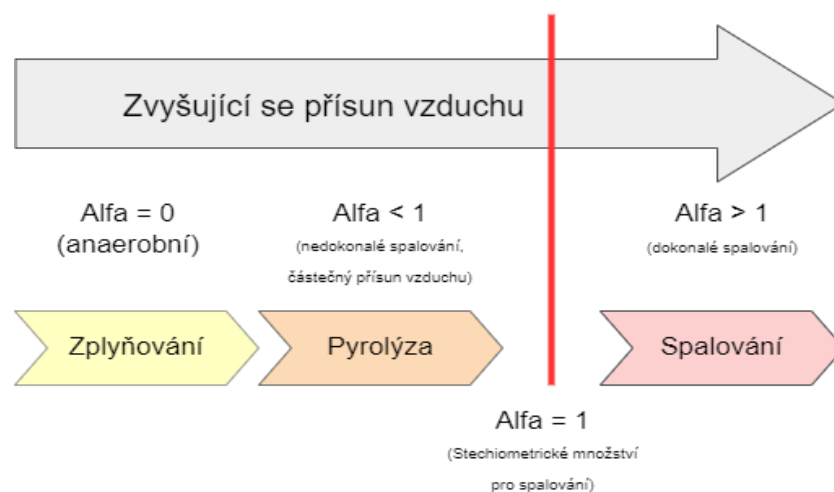 Zvyšující se přísun vzduchu
Alfa = 0
(anaerobní)
Alfa < 1
(nedokonalé spalování,
částečný přísun vzduchu)
Alfa > 1
(dokonalé spalování)
Zplyňování
Pyrolýza
Spalování
Alfa = 1
(Stechiometrické množství
pro spalování)